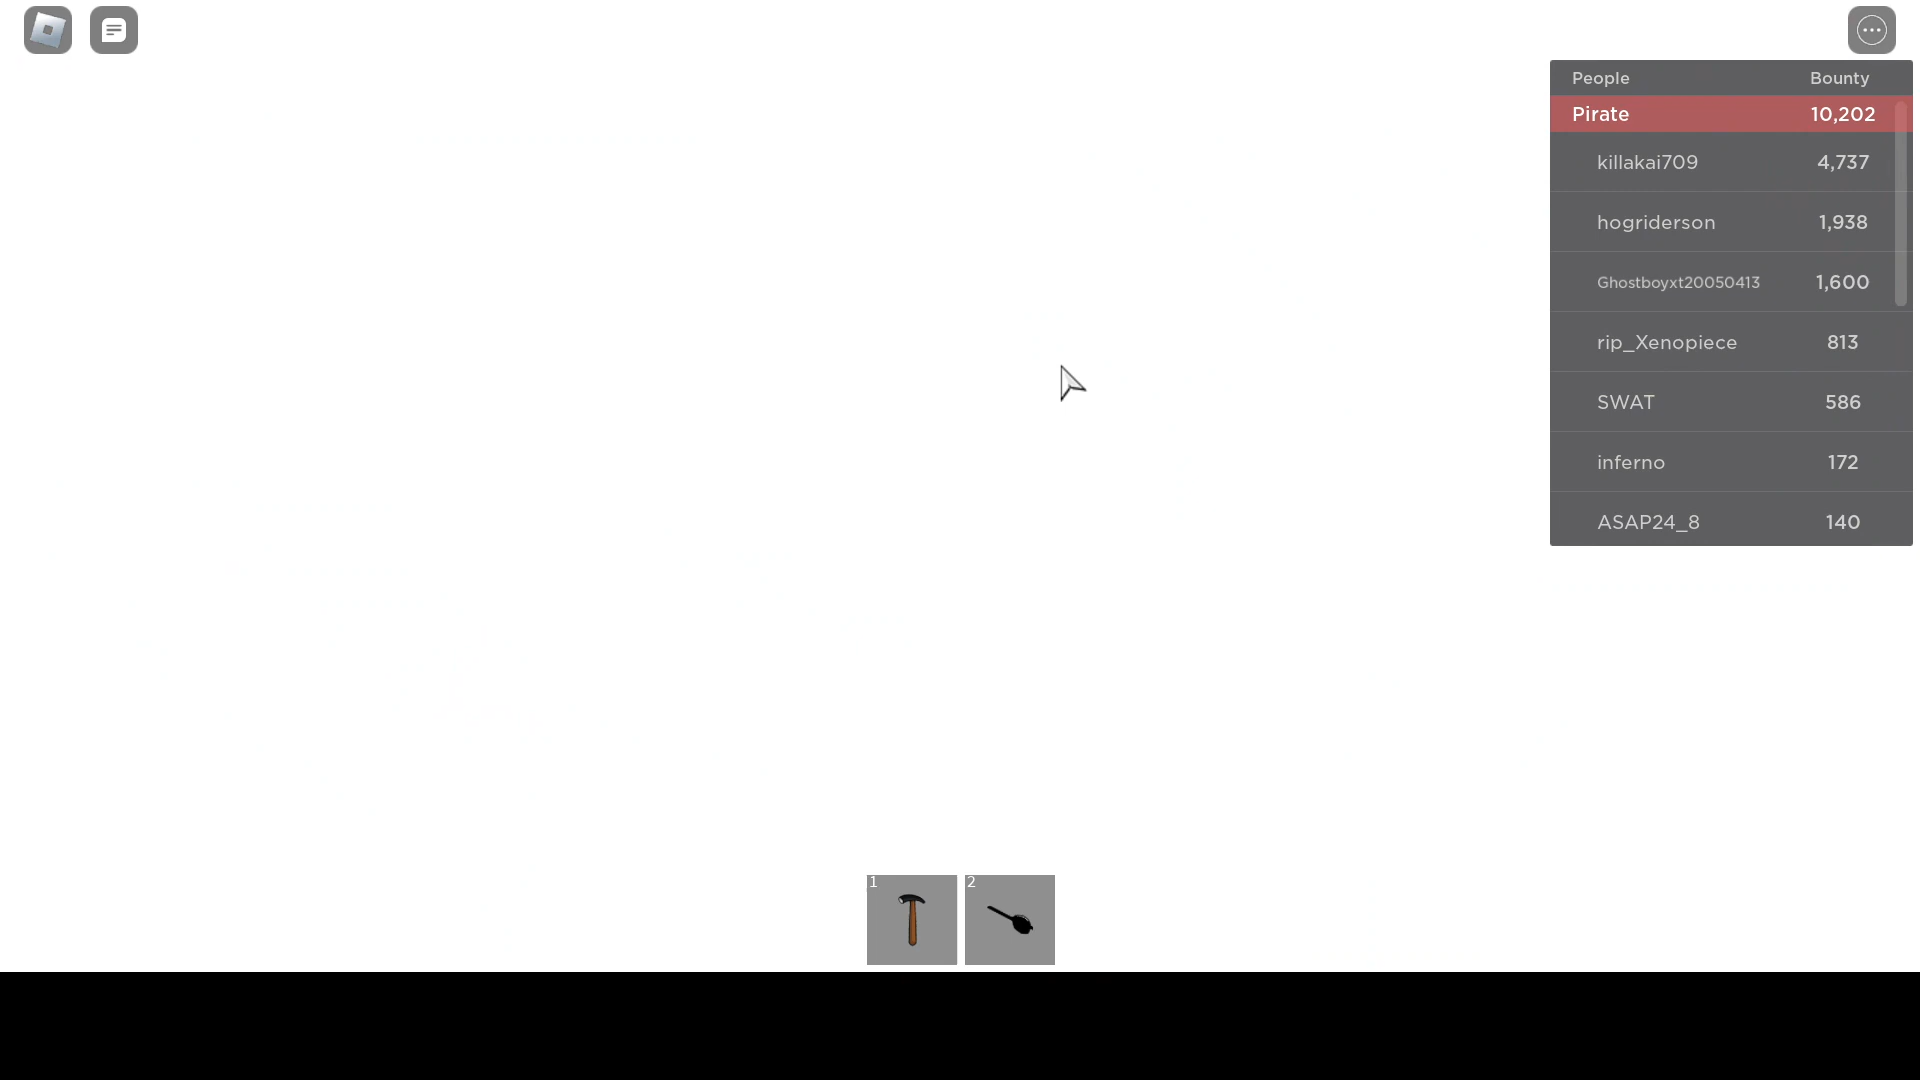 People Bounty
Pirate 10,202
killakai709 4,737
hogriderson 1,938
Ghostboyxt20050413 1,600
rip_Xenopiece 813
SWAT 586
inferno 172
ASAP24_8 140
1 2